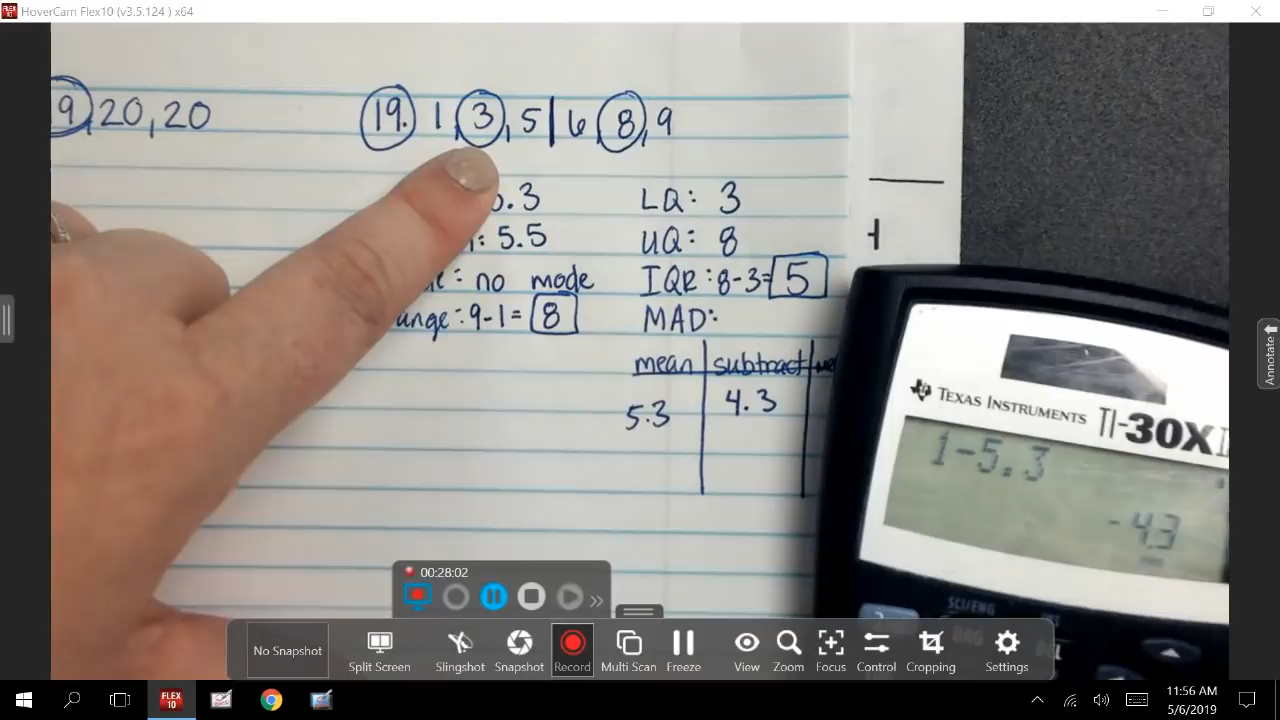 HoverCam Flex10 (v3.5.124 ) x64
9, 20, 20
19. 1, 3, 5 | 6, 8, 9
.3
: 5.5
: no mode
ange: 9-1= 8
LQ: 3
UQ: 8
IQR: 8-3= 5
MAD:
mean subtract
5.3 4.3
TEXAS INSTRUMENTS TI-30X
1-5.3
-4.3
SCI/ENG
Annotate
00:28:02
No Snapshot
Split Screen
Slingshot
Snapshot
Record
Multi Scan
Freeze
View
Zoom
Focus
Control
Cropping
Settings
FLEX 10
11:56 AM
5/6/2019